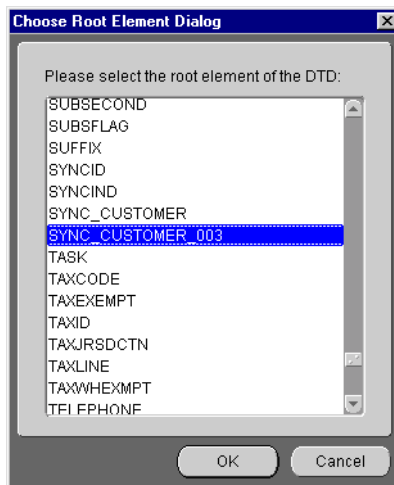 Choose Root Element Dialog
Please select the root element of the DTD:
SUBSECOND
SUBSFLAG
SUFFIX
SYNCID
SYNCIND
SYNC_CUSTOMER
SYNC_CUSTOMER_003
TASK
TAXCODE
TAXEXEMPT
TAXID
TAXJRSDCTN
TAXLINE
TAXWHEXMPT
TELEPHONE
OK Cancel